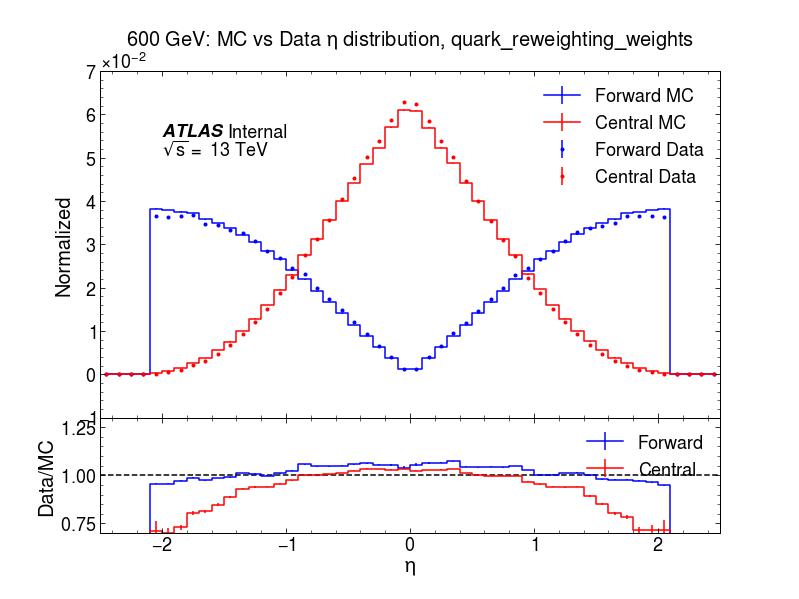 600 GeV: MC vs Data η distribution, quark_reweighting_weights
×10⁻²
7
6
5
4
3
2
1
0
−1
Normalized
ATLAS Internal
√s = 13 TeV
Forward MC
Central MC
Forward Data
Central Data
1.25
1.00
0.75
Data/MC
Forward
Central
−2 −1 0 1 2
η